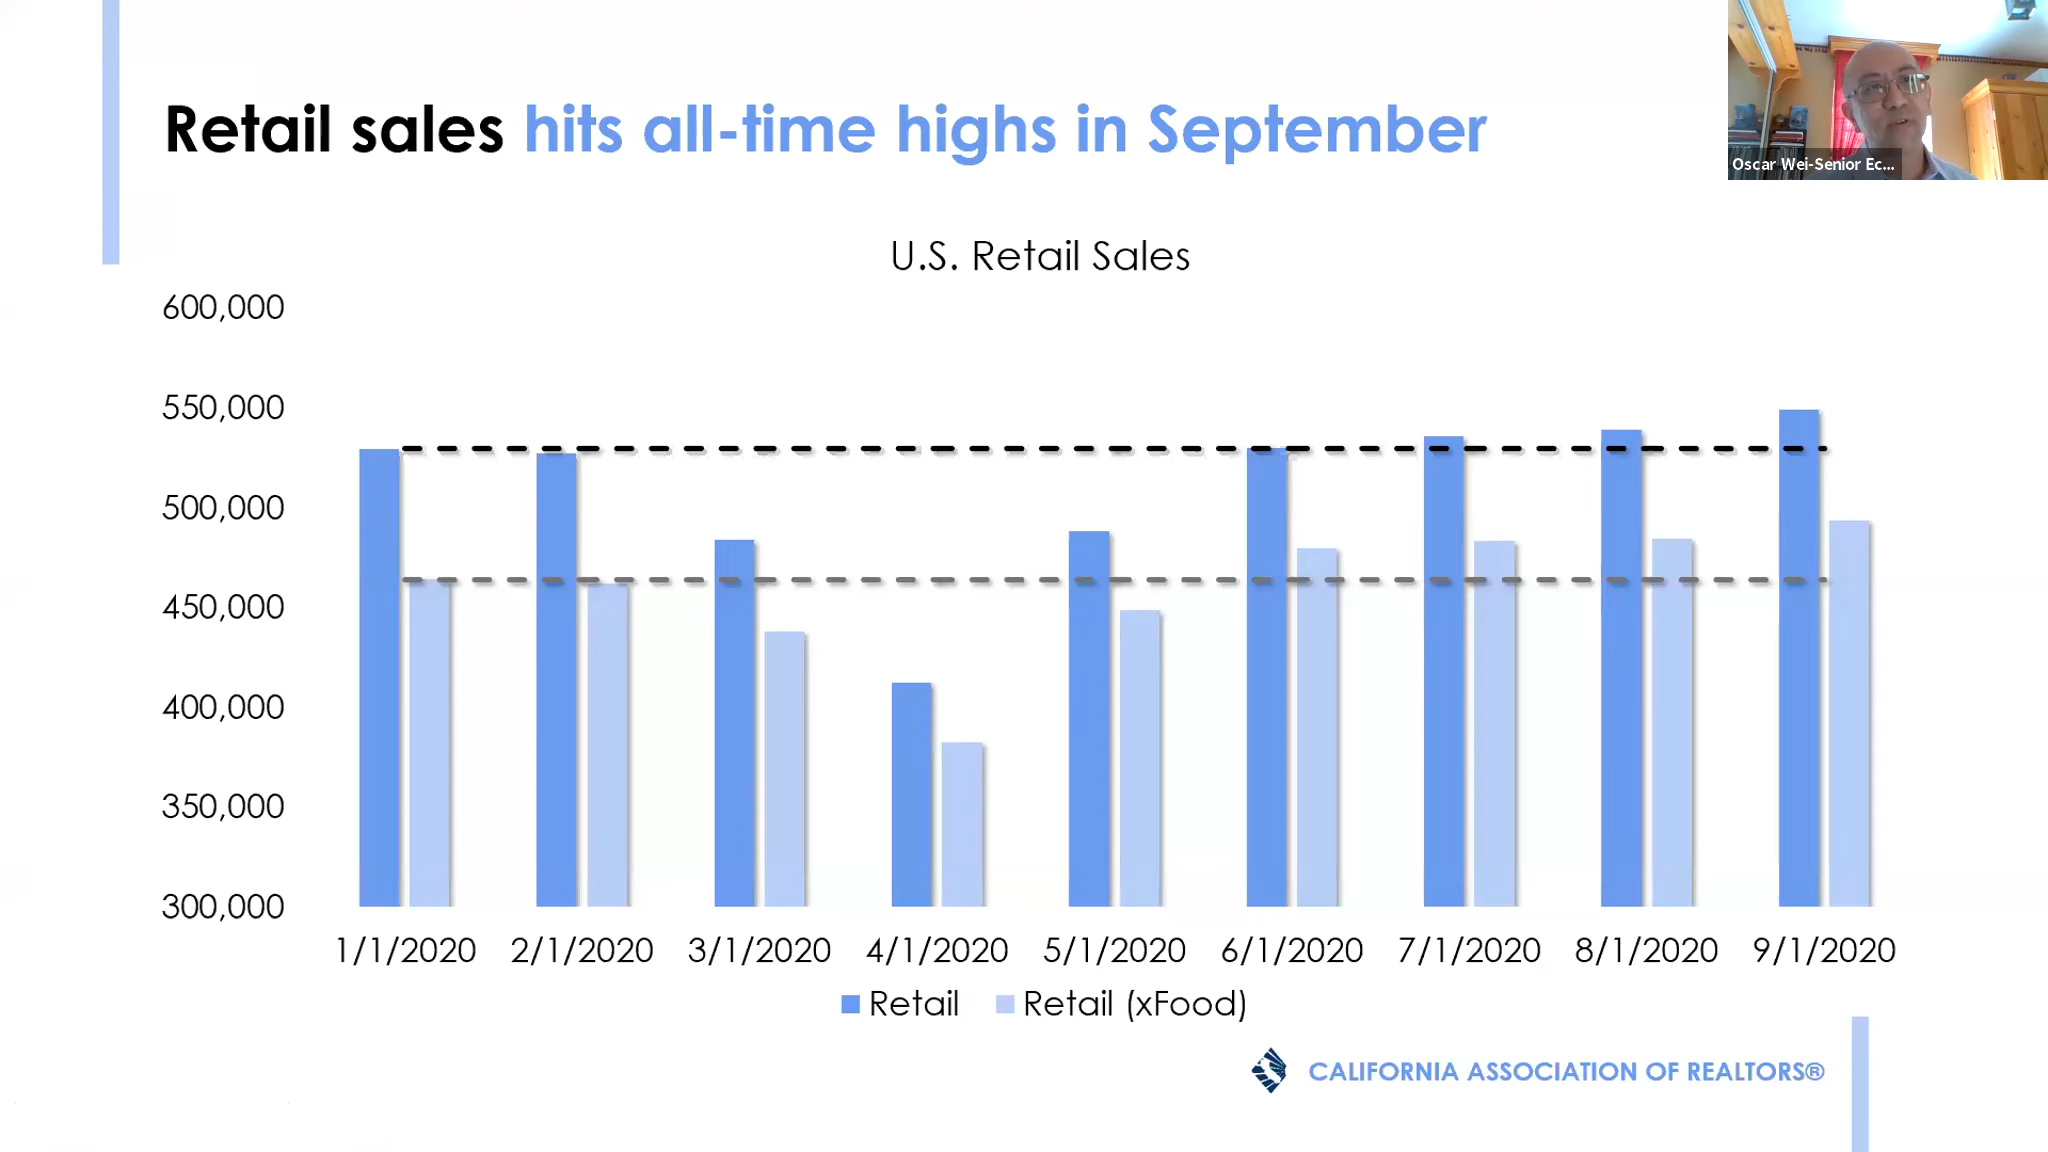 Retail sales hits all-time highs in September
Oscar Wei-Senior Ec...
U.S. Retail Sales
600,000
550,000
500,000
450,000
400,000
350,000
300,000
1/1/2020 2/1/2020 3/1/2020 4/1/2020 5/1/2020 6/1/2020 7/1/2020 8/1/2020 9/1/2020
Retail Retail (xFood)
CALIFORNIA ASSOCIATION OF REALTORS®